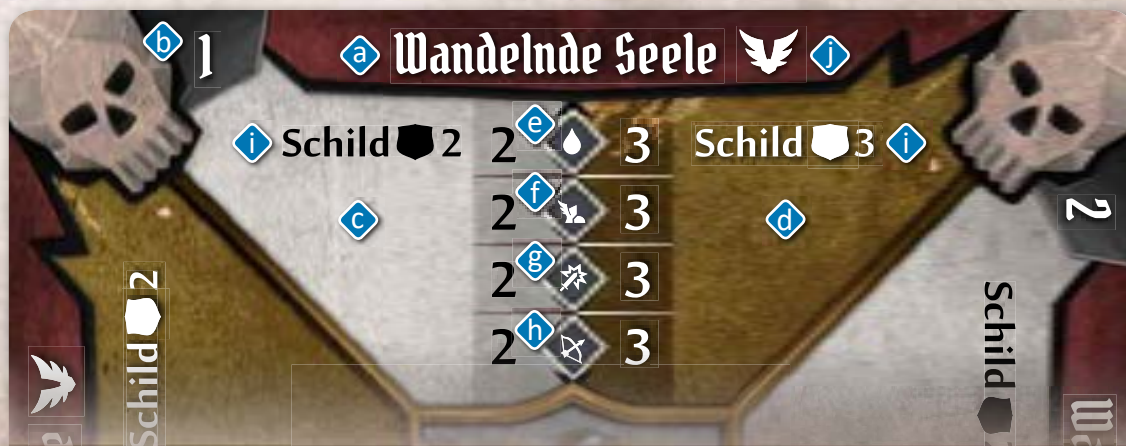 b 1 a Wandelnde Seele j
i Schild 2 2 e 3 Schild 3 i
c 2 f 3 d
2 g 3
2 h 3
Schild 2
2
Schild